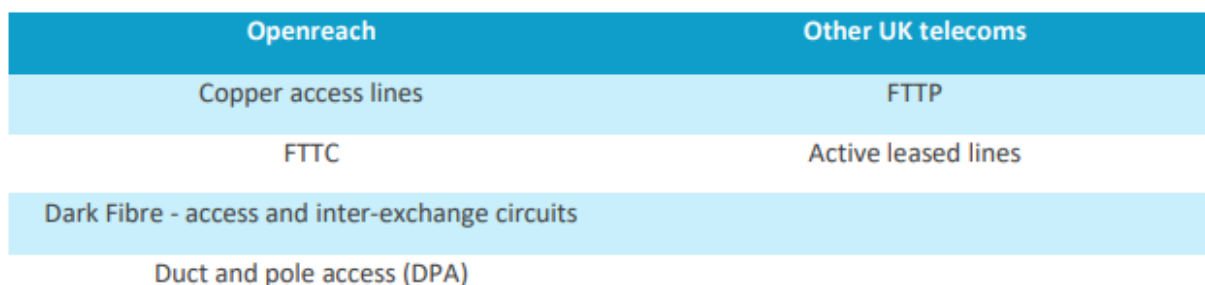 Openreach Other UK telecoms
Copper access lines FTTP
FTTC Active leased lines
Dark Fibre - access and inter-exchange circuits
Duct and pole access (DPA)